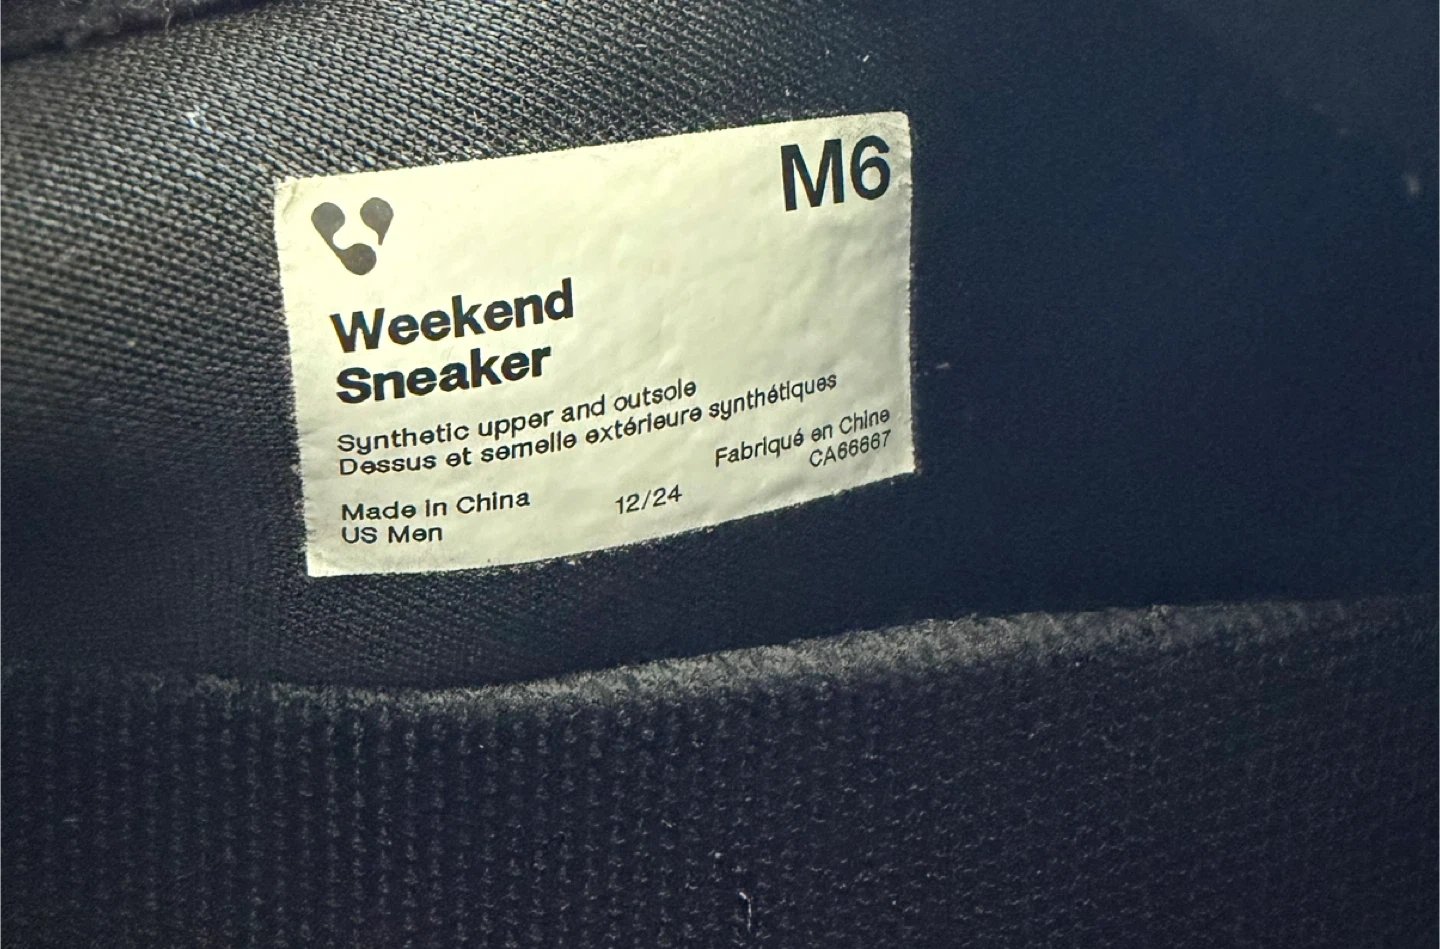 M6
Weekend
Sneaker
Synthetic upper and outsole
Dessus et semelle extérieure synthétiques
Fabriqué en Chine
CA66667
Made in China
12/24
US Men